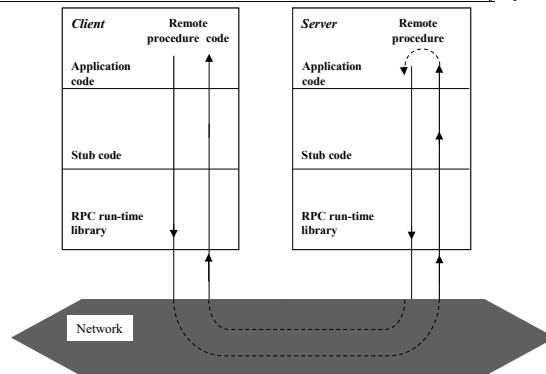 Client
Remote
procedure code
Application
code
Stub code
RPC run-time
library
Server
Remote
procedure
Application
code
Stub code
RPC run-time
library
Network